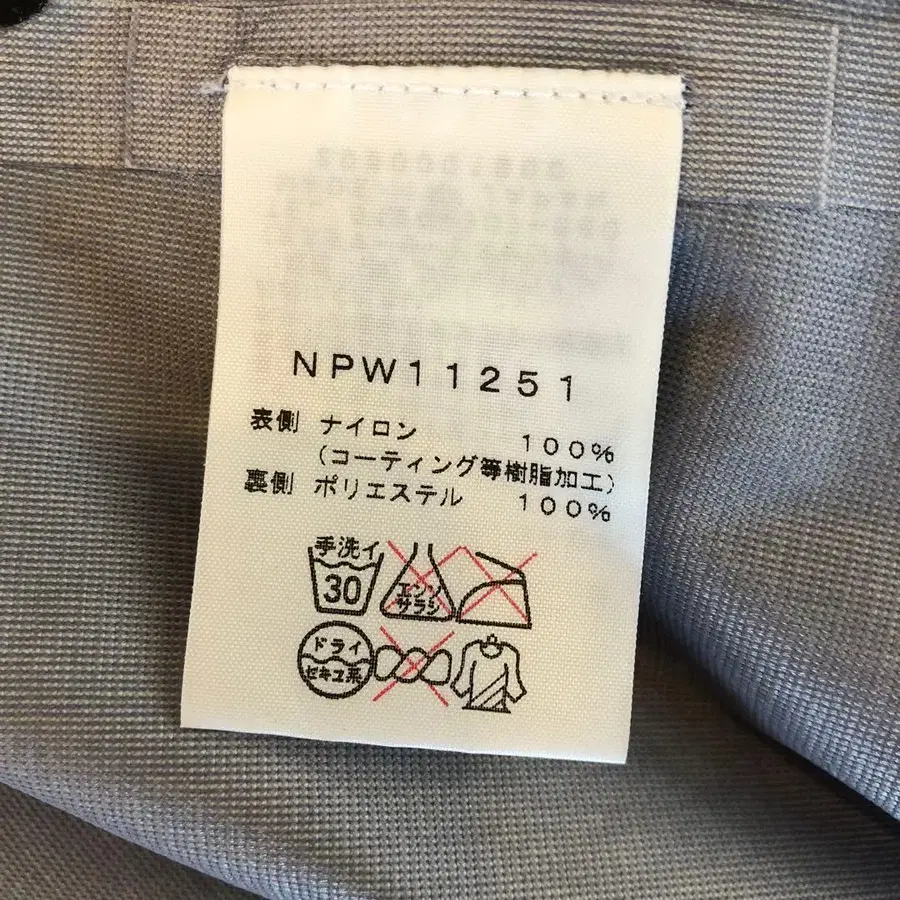 NPW11251
表側 ナイロン 100%
(コーティング等樹脂加工)
裏側 ポリエステル 100%
手洗イ
30
エンソ
サラシ
ドライ
セキユ系